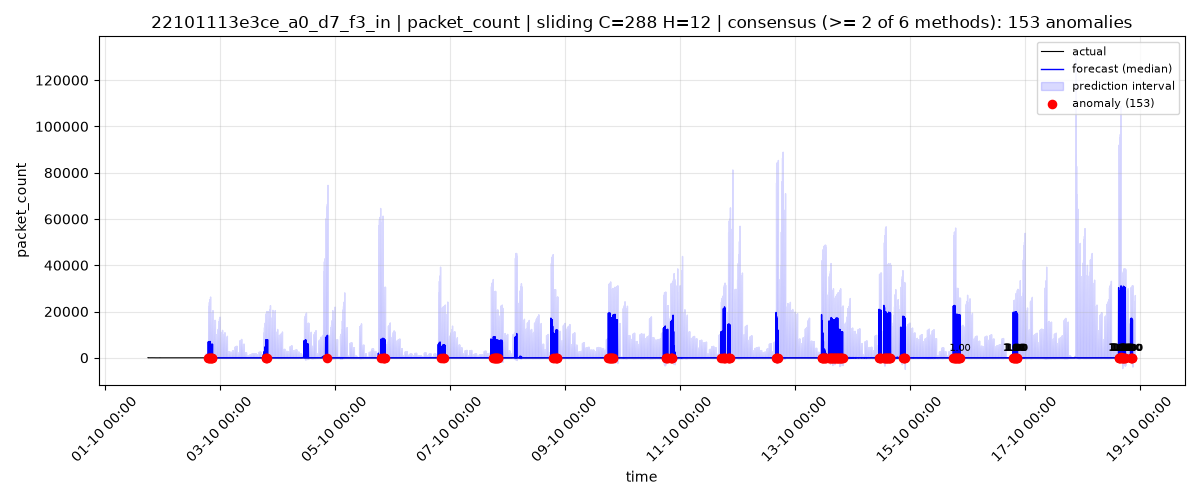 22101113e3ce_a0_d7_f3_in | packet_count | sliding C=288 H=12 | consensus (>= 2 of 6 methods): 153 anomalies
actual
forecast (median)
prediction interval
anomaly (153)
packet_count
120000
100000
80000
60000
40000
20000
0
1.00
01-10 00:00
03-10 00:00
05-10 00:00
07-10 00:00
09-10 00:00
11-10 00:00
13-10 00:00
15-10 00:00
17-10 00:00
19-10 00:00
time